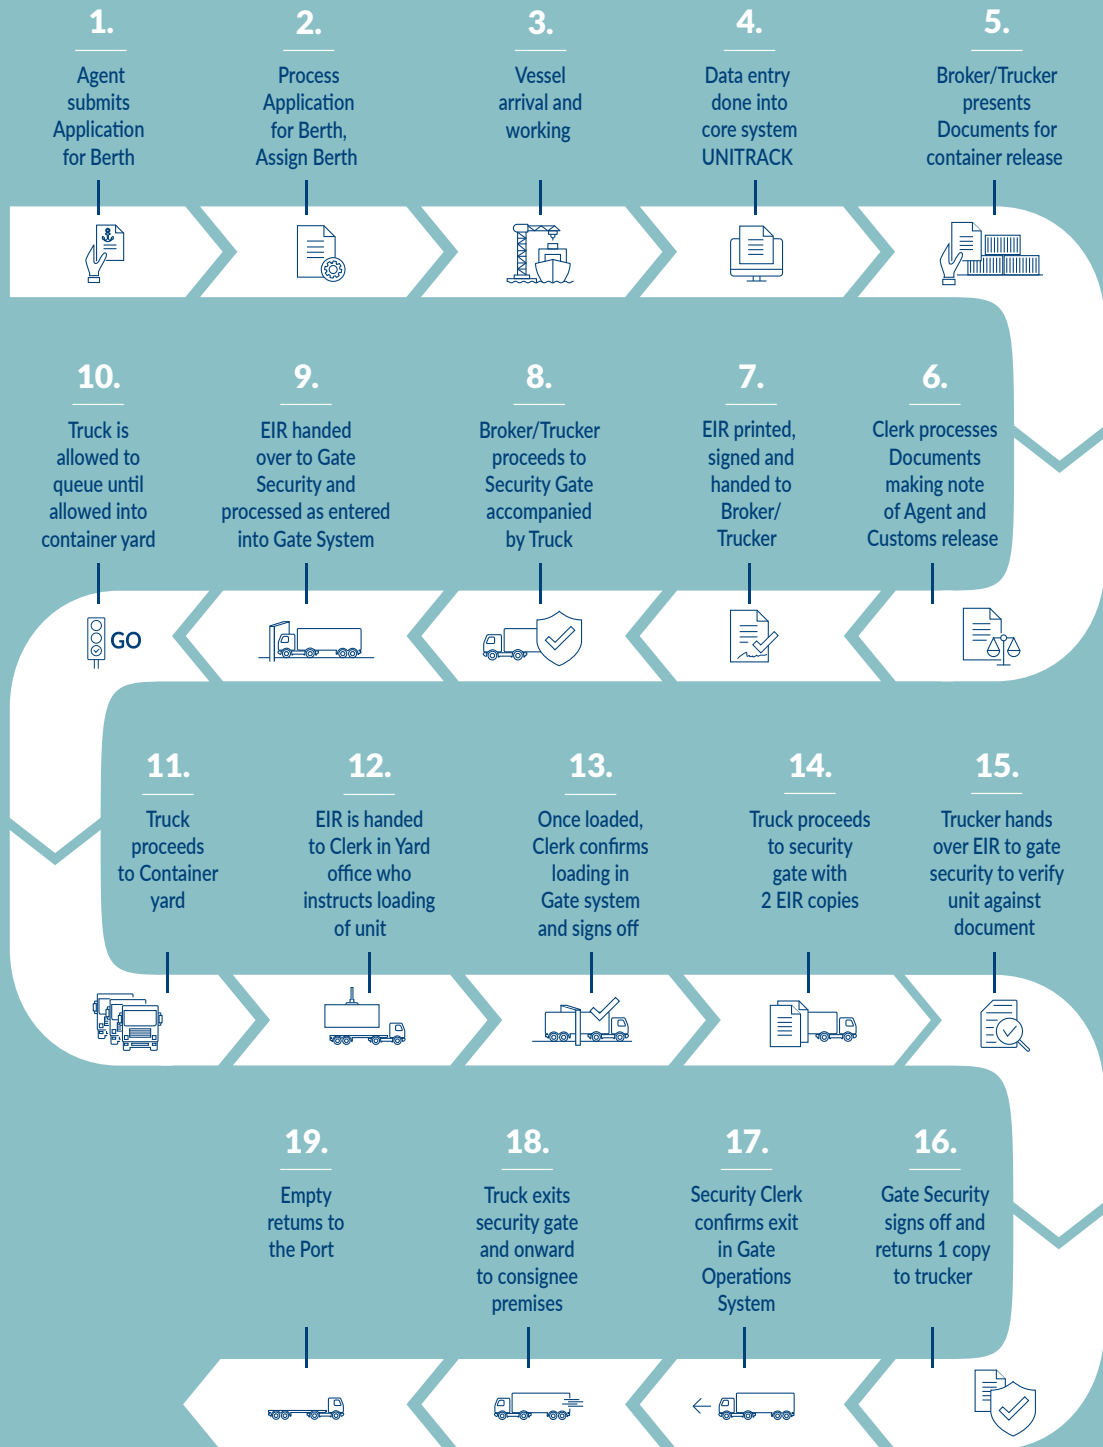 1.
Agent
submits
Application
for Berth
2.
Process
Application
for Berth,
Assign Berth
3.
Vessel
arrival and
working
4.
Data entry
done into
core system
UNITRACK
5.
Broker/Trucker
presents
Documents for
container release
6.
Clerk processes
Documents
making note
of Agent and
Customs release
7.
EIR printed,
signed and
handed to
Broker/
Trucker
8.
Broker/Trucker
proceeds to
Security Gate
accompanied
by Truck
9.
EIR handed
over to Gate
Security and
processed as entered
into Gate System
10.
Truck is
allowed to
queue until
allowed into
container yard
GO
11.
Truck
proceeds
to Container
yard
12.
EIR is handed
to Clerk in Yard
office who
instructs loading
of unit
13.
Once loaded,
Clerk confirms
loading in
Gate system
and signs off
14.
Truck proceeds
to security
gate with
2 EIR copies
15.
Trucker hands
over EIR to gate
security to verify
unit against
document
16.
Gate Security
signs off and
returns 1 copy
to trucker
17.
Security Clerk
confirms exit
in Gate
Operations
System
18.
Truck exits
security gate
and onward
to consignee
premises
19.
Empty
returns to
the Port